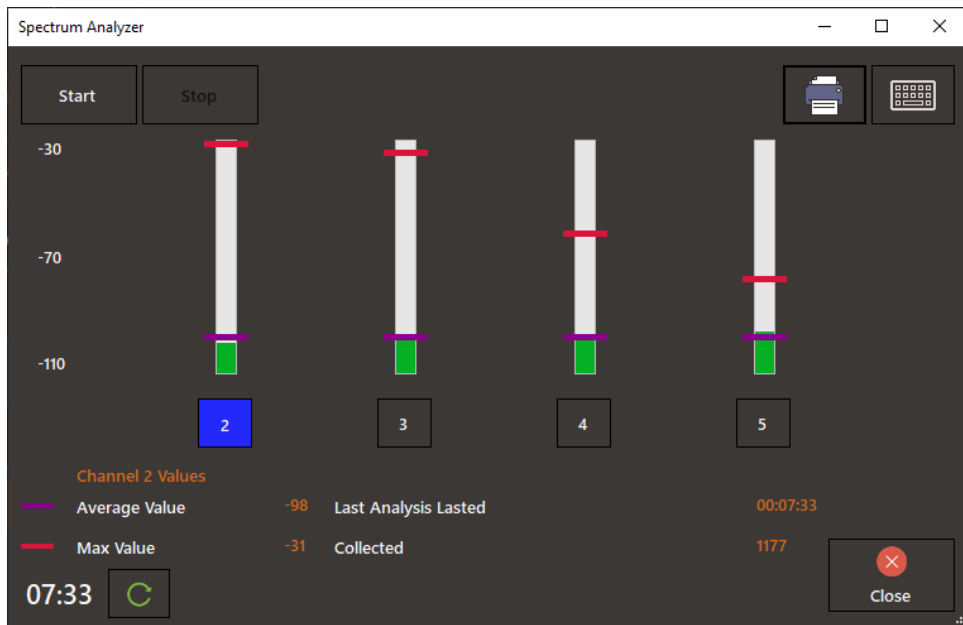 Spectrum Analyzer
Start Stop
-30
-70
-110
2 3 4 5
Channel 2 Values
Average Value -98 Last Analysis Lasted 00:07:33
Max Value -31 Collected 1177
07:33
Close